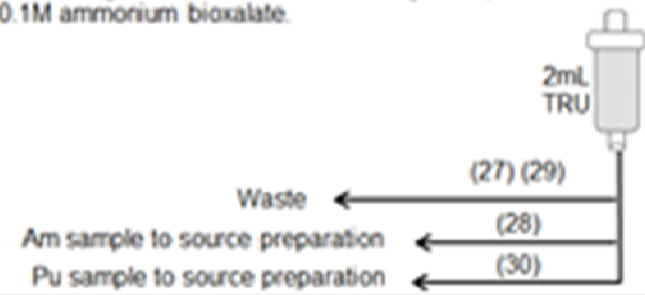 0.1M ammonium bioxalate.
2mL
TRU
(27) (29)
Waste
(28)
Am sample to source preparation
(30)
Pu sample to source preparation